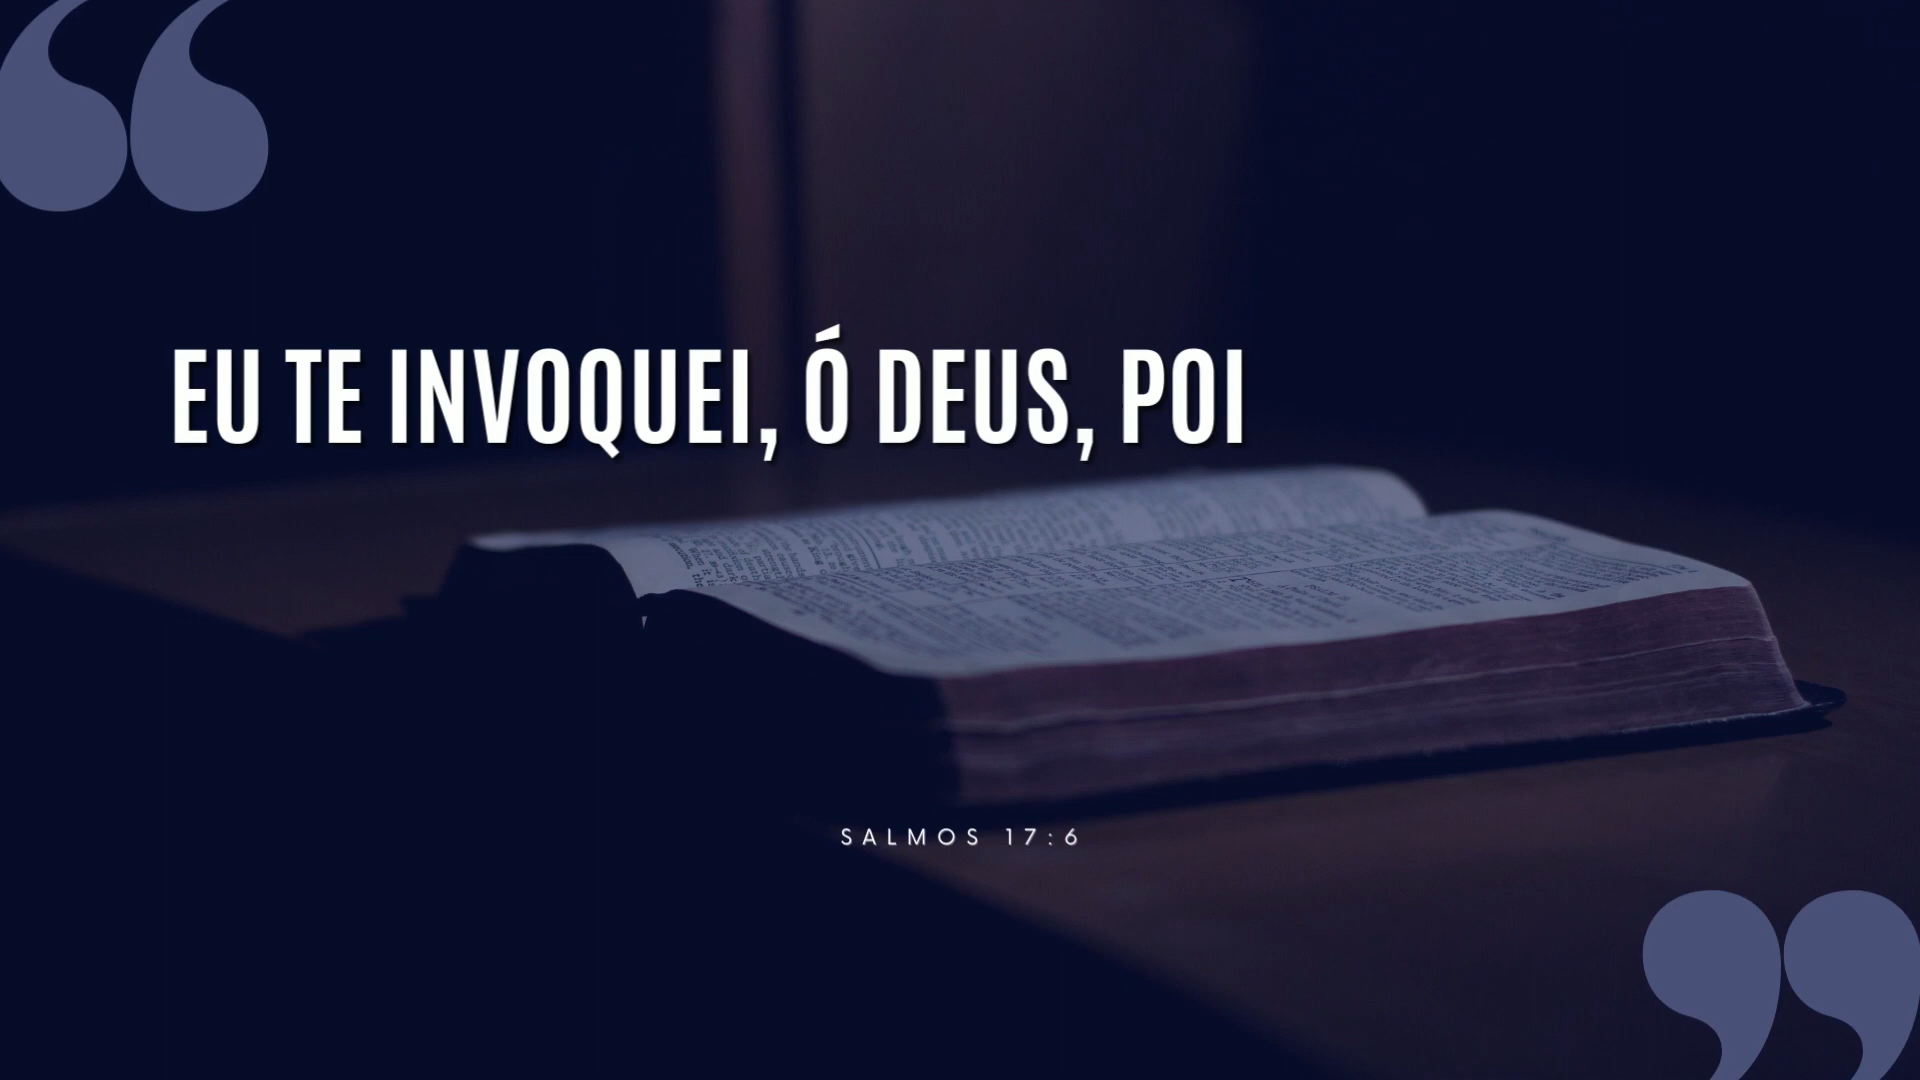 EU TE INVOQUEI, Ó DEUS, POI
SALMOS 17:6